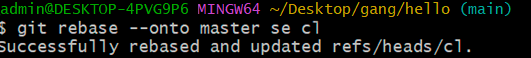 admin@DESKTOP-4PVG9P6 MINGW64 ~/Desktop/gang/hello (main)
$ git rebase --onto master se cl
Successfully rebased and updated refs/heads/cl.